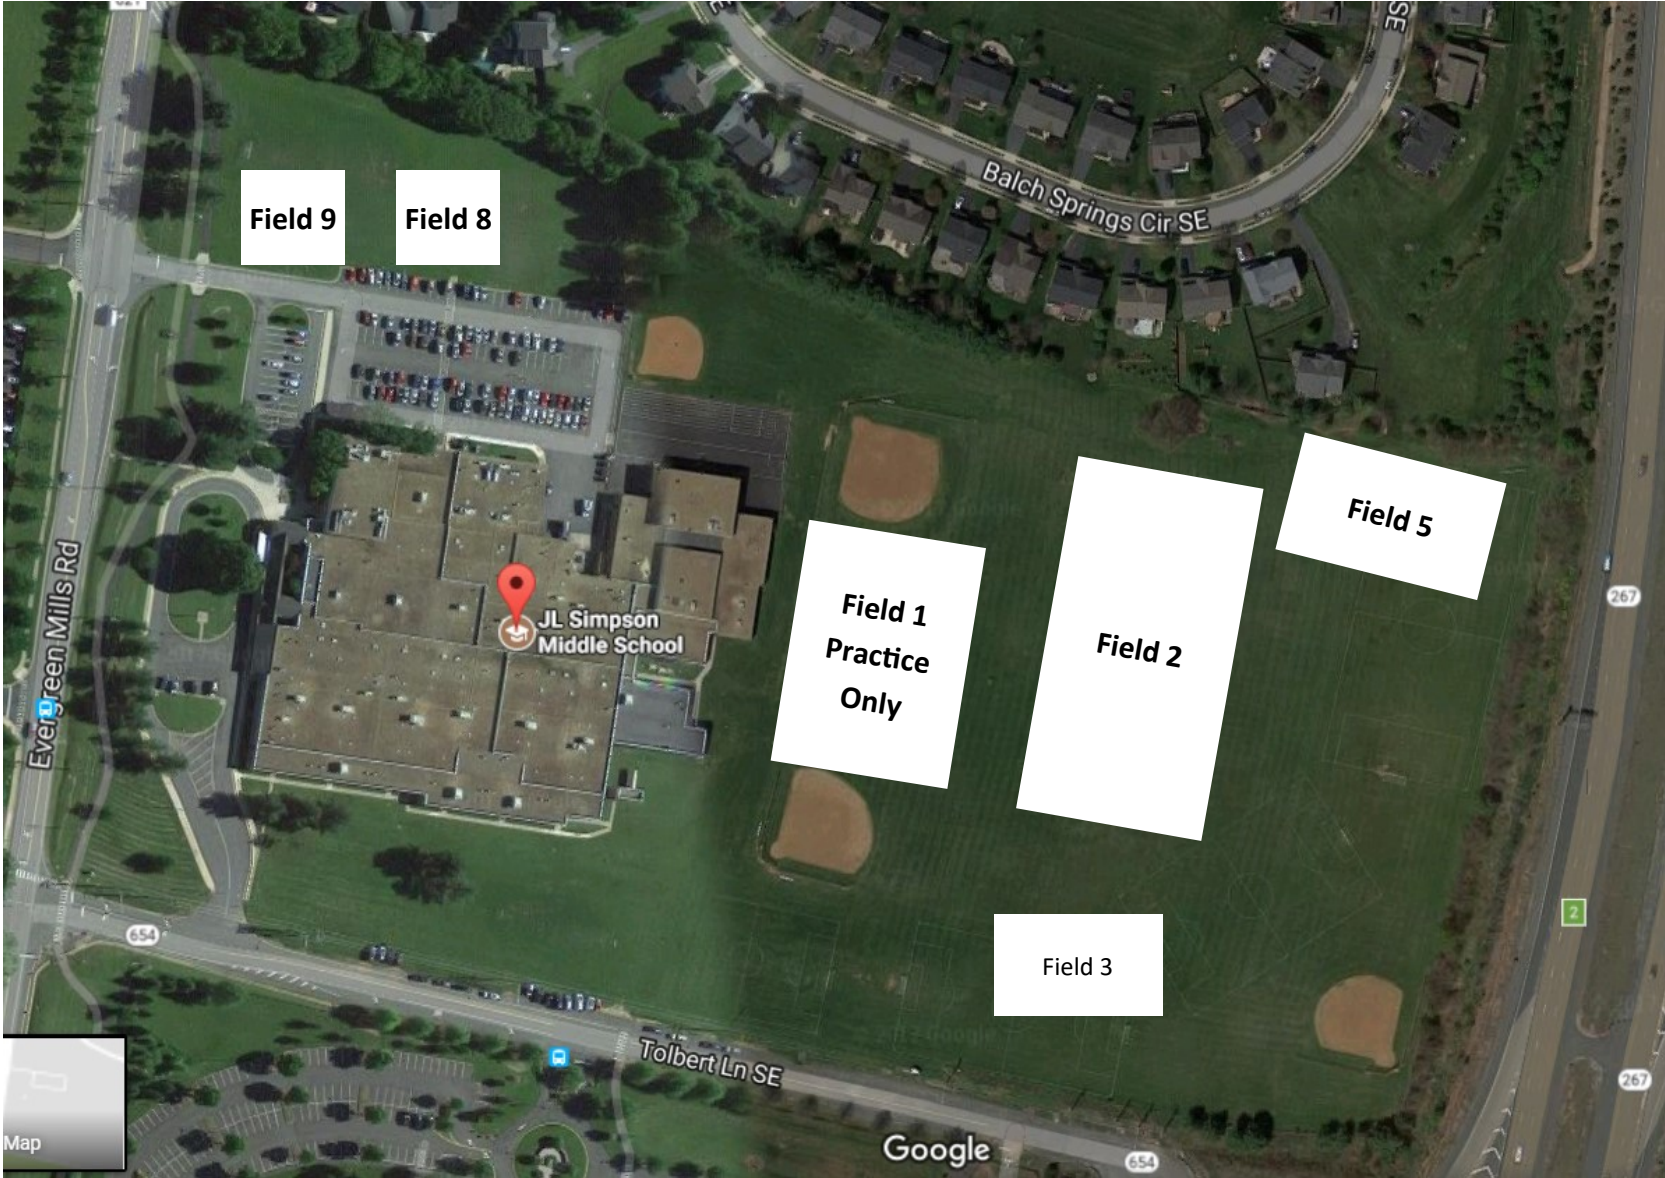 SE
SE
Balch Springs Cir SE
Field 9
Field 8
Field 5
267
Field 1
Practice
Only
Field 2
JL Simpson
Middle School
Evergreen Mills Rd
2
654
Field 3
Tolbert Ln SE
267
Map
Google
654